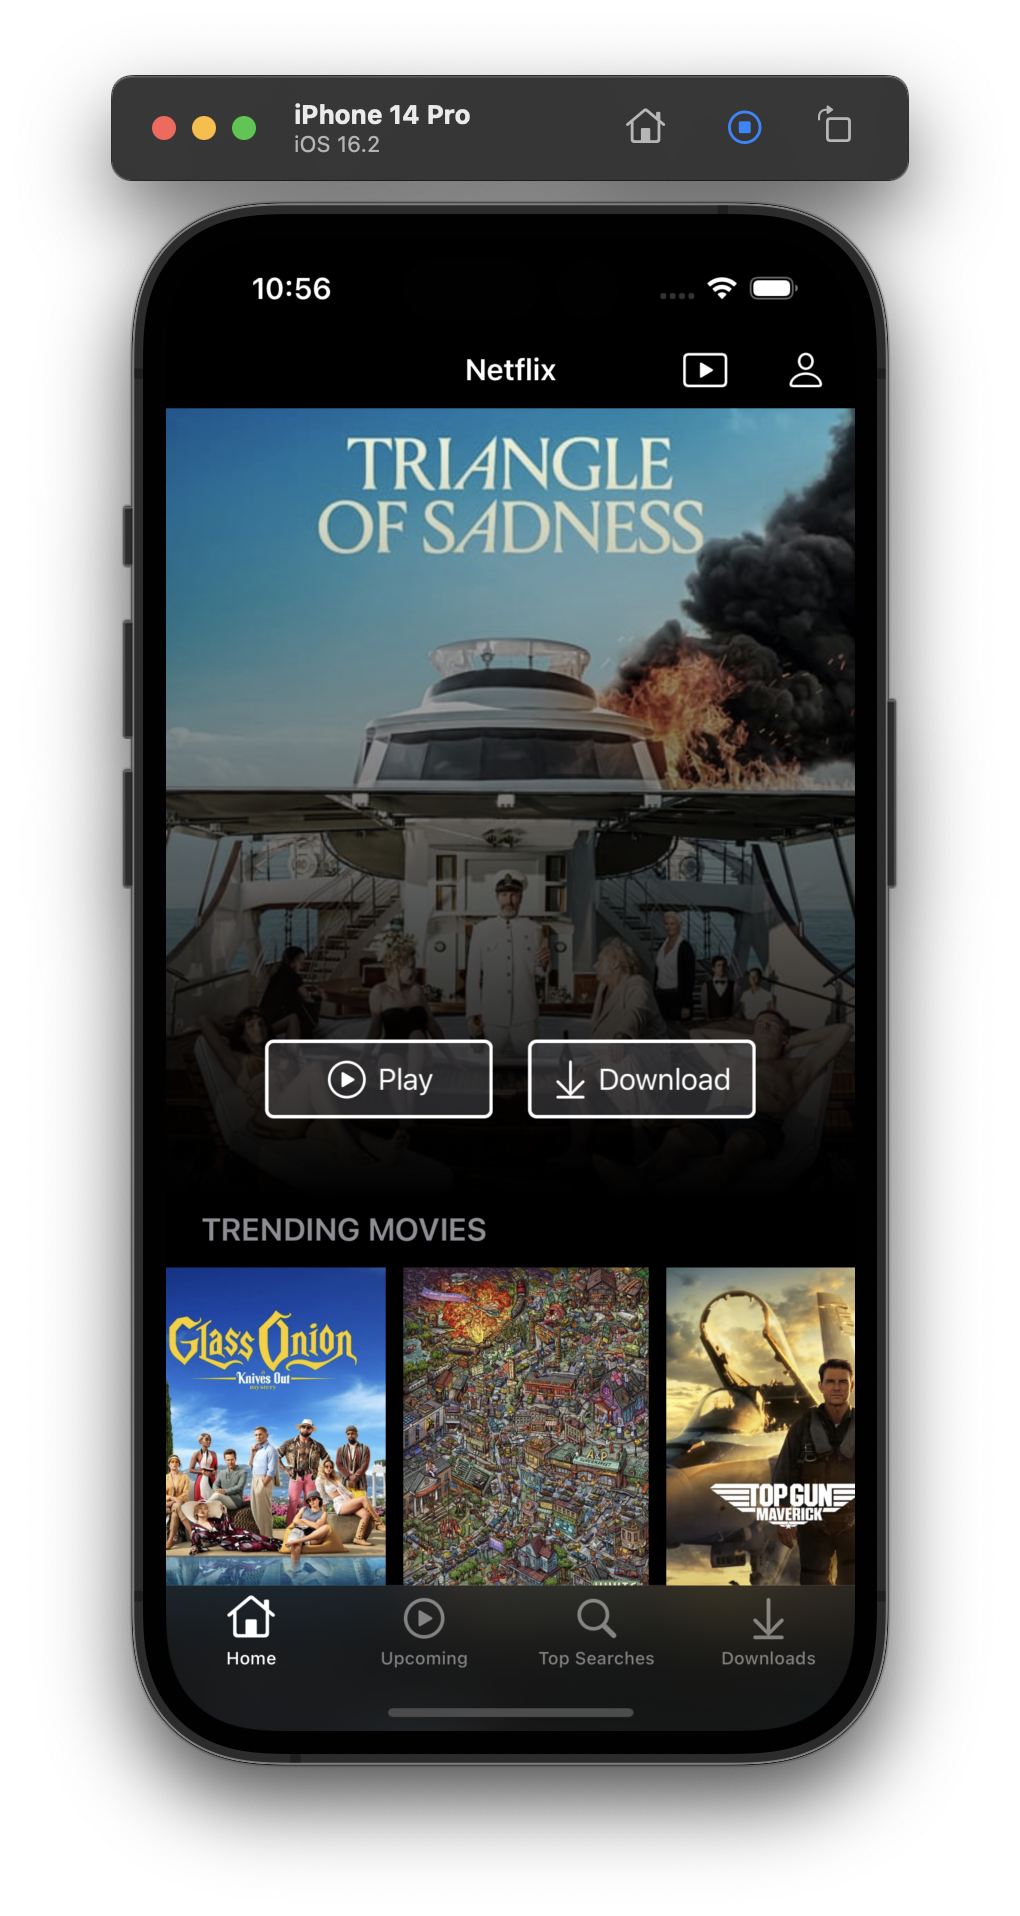 iPhone 14 Pro
iOS 16.2
10:56
Netflix
TRIANGLE
OF SADNESS
Play
Download
TRENDING MOVIES
Glass Onion
A
Knives Out
mystery
TOP GUN
MAVERICK
Home
Upcoming
Top Searches
Downloads